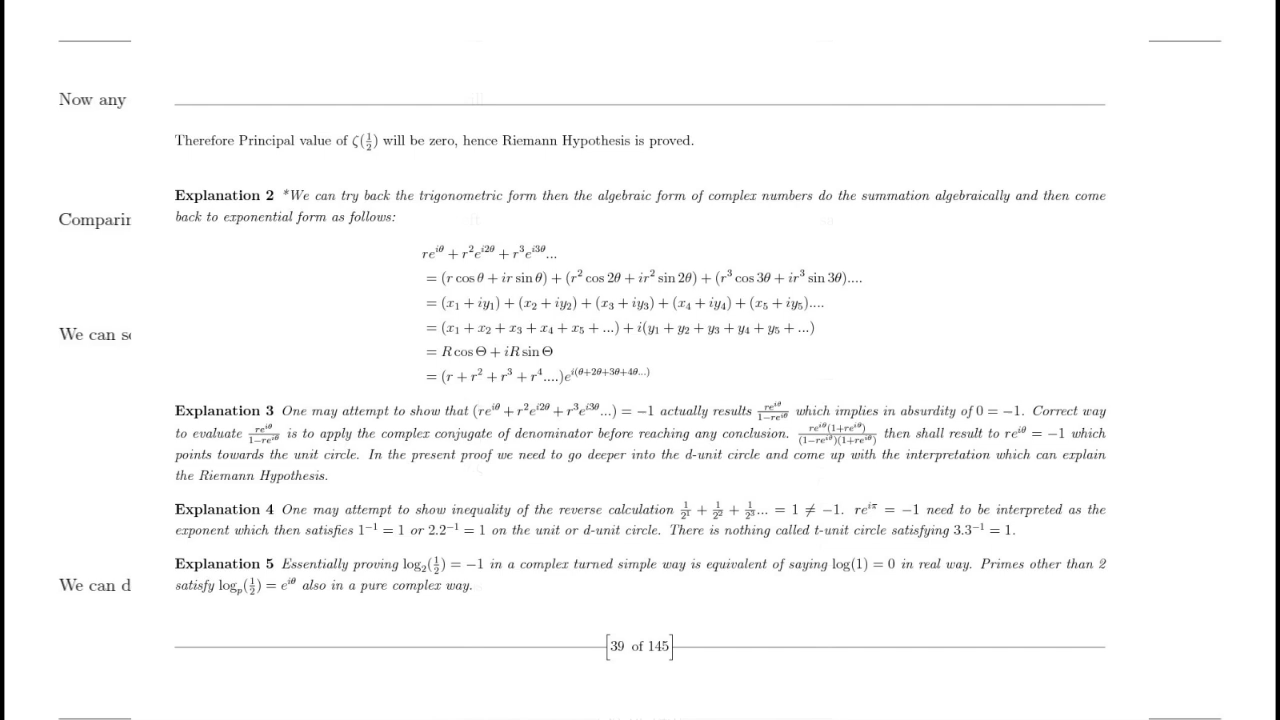 Now any
Therefore Principal value of ζ(1/2) will be zero, hence Riemann Hypothesis is proved.
Explanation 2 *We can try back the trigonometric form then the algebraic form of complex numbers do the summation algebraically and then come
Comparin
back to exponential form as follows:
re^{iθ} + r^2e^{i2θ} + r^3e^{i3θ}...
= (r cos θ + ir sin θ) + (r^2 cos 2θ + ir^2 sin 2θ) + (r^3 cos 3θ + ir^3 sin 3θ)....
= (x_1 + iy_1) + (x_2 + iy_2) + (x_3 + iy_3) + (x_4 + iy_4) + (x_5 + iy_5)....
We can
= (x_1 + x_2 + x_3 + x_4 + x_5 + ...) + i(y_1 + y_2 + y_3 + y_4 + y_5 + ...)
= R cos Θ + iR sin Θ
= (r + r^2 + r^3 + r^4....)e^{i(θ+2θ+3θ+4θ...)}
Explanation 3 One may attempt to show that (re^{iθ} + r^2e^{i2θ} + r^3e^{i3θ}...) = −1 actually results re^{iθ}/(1−re^{iθ}) which implies in absurdity of 0 = −1. Correct way
to evaluate re^{iθ}/(1−re^{iθ}) is to apply the complex conjugate of denominator before reaching any conclusion. re^{iθ}(1+re^{iθ})/((1−re^{iθ})(1+re^{iθ})) then shall result to re^{iθ} = −1 which
points towards the unit circle. In the present proof we need to go deeper into the d-unit circle and come up with the interpretation which can explain
the Riemann Hypothesis.
Explanation 4 One may attempt to show inequality of the reverse calculation 1/2^1 + 1/2^2 + 1/2^3... = 1 ≠ −1. re^{iπ} = −1 need to be interpreted as the
exponent which then satisfies 1^{−1} = 1 or 2.2^{−1} = 1 on the unit or d-unit circle. There is nothing called t-unit circle satisfying 3.3^{−1} = 1.
Explanation 5 Essentially proving log_2(1/2) = −1 in a complex turned simple way is equivalent of saying log(1) = 0 in real way. Primes other than 2
We can d
satisfy log_p(1/2) = e^{iθ} also in a pure complex way.
[39 of 145]